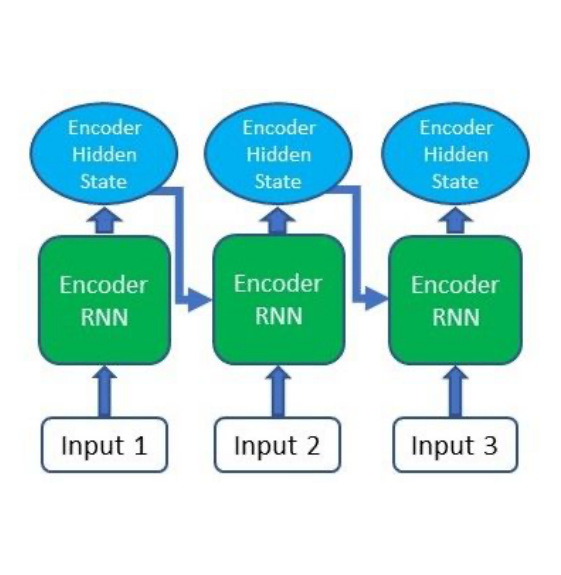 Encoder
Hidden
State
Encoder
Hidden
State
Encoder
Hidden
State
Encoder
RNN
Encoder
RNN
Encoder
RNN
Input 1
Input 2
Input 3